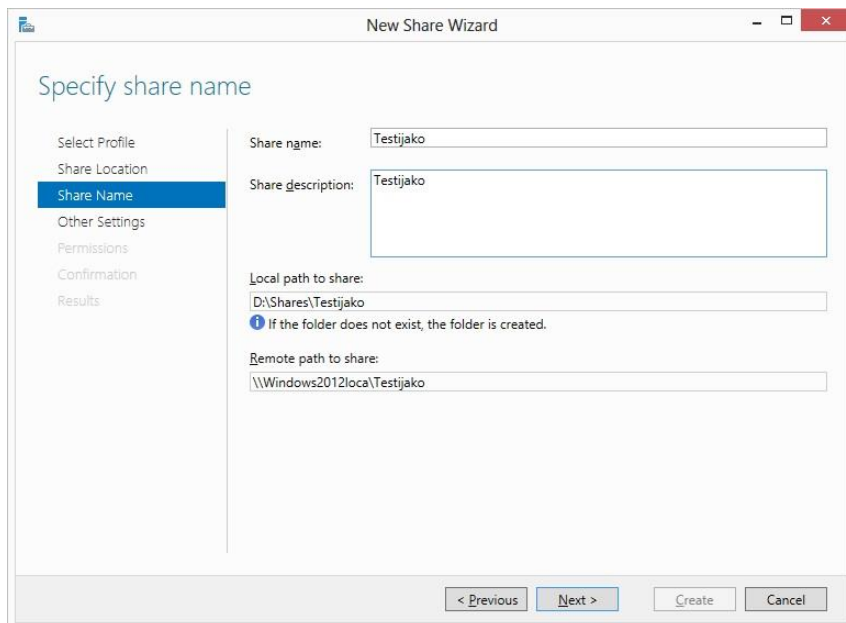 New Share Wizard
Specify share name
Select Profile
Share Location
Share Name
Other Settings
Permissions
Confirmation
Results
Share name:
Testijako
Share description:
Testijako
Local path to share:
D:\Shares\Testijako
If the folder does not exist, the folder is created.
Remote path to share:
\\Windows2012loca\Testijako
< Previous
Next >
Create
Cancel